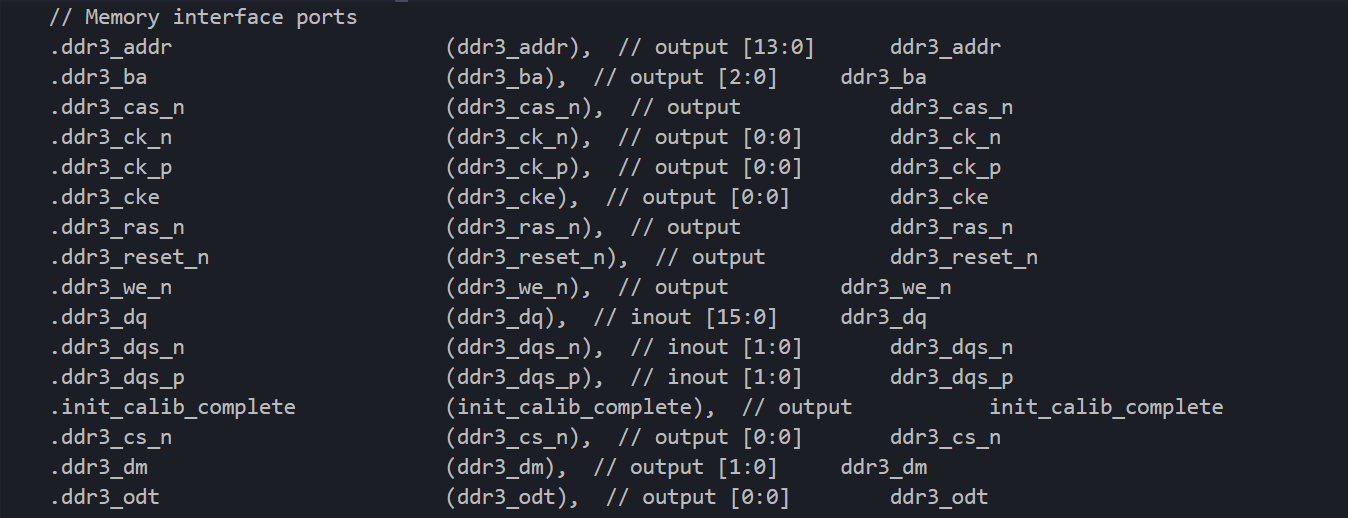 // Memory interface ports
.ddr3_addr                      (ddr3_addr),  // output [13:0]      ddr3_addr
.ddr3_ba                        (ddr3_ba),  // output [2:0]     ddr3_ba
.ddr3_cas_n                     (ddr3_cas_n),  // output            ddr3_cas_n
.ddr3_ck_n                      (ddr3_ck_n),  // output [0:0]       ddr3_ck_n
.ddr3_ck_p                      (ddr3_ck_p),  // output [0:0]       ddr3_ck_p
.ddr3_cke                       (ddr3_cke),  // output [0:0]        ddr3_cke
.ddr3_ras_n                     (ddr3_ras_n),  // output            ddr3_ras_n
.ddr3_reset_n                   (ddr3_reset_n),  // output          ddr3_reset_n
.ddr3_we_n                      (ddr3_we_n),  // output         ddr3_we_n
.ddr3_dq                        (ddr3_dq),  // inout [15:0]     ddr3_dq
.ddr3_dqs_n                     (ddr3_dqs_n),  // inout [1:0]       ddr3_dqs_n
.ddr3_dqs_p                     (ddr3_dqs_p),  // inout [1:0]       ddr3_dqs_p
.init_calib_complete            (init_calib_complete),  // output           init_calib_complete
.ddr3_cs_n                      (ddr3_cs_n),  // output [0:0]       ddr3_cs_n
.ddr3_dm                        (ddr3_dm),  // output [1:0]     ddr3_dm
.ddr3_odt                       (ddr3_odt),  // output [0:0]        ddr3_odt